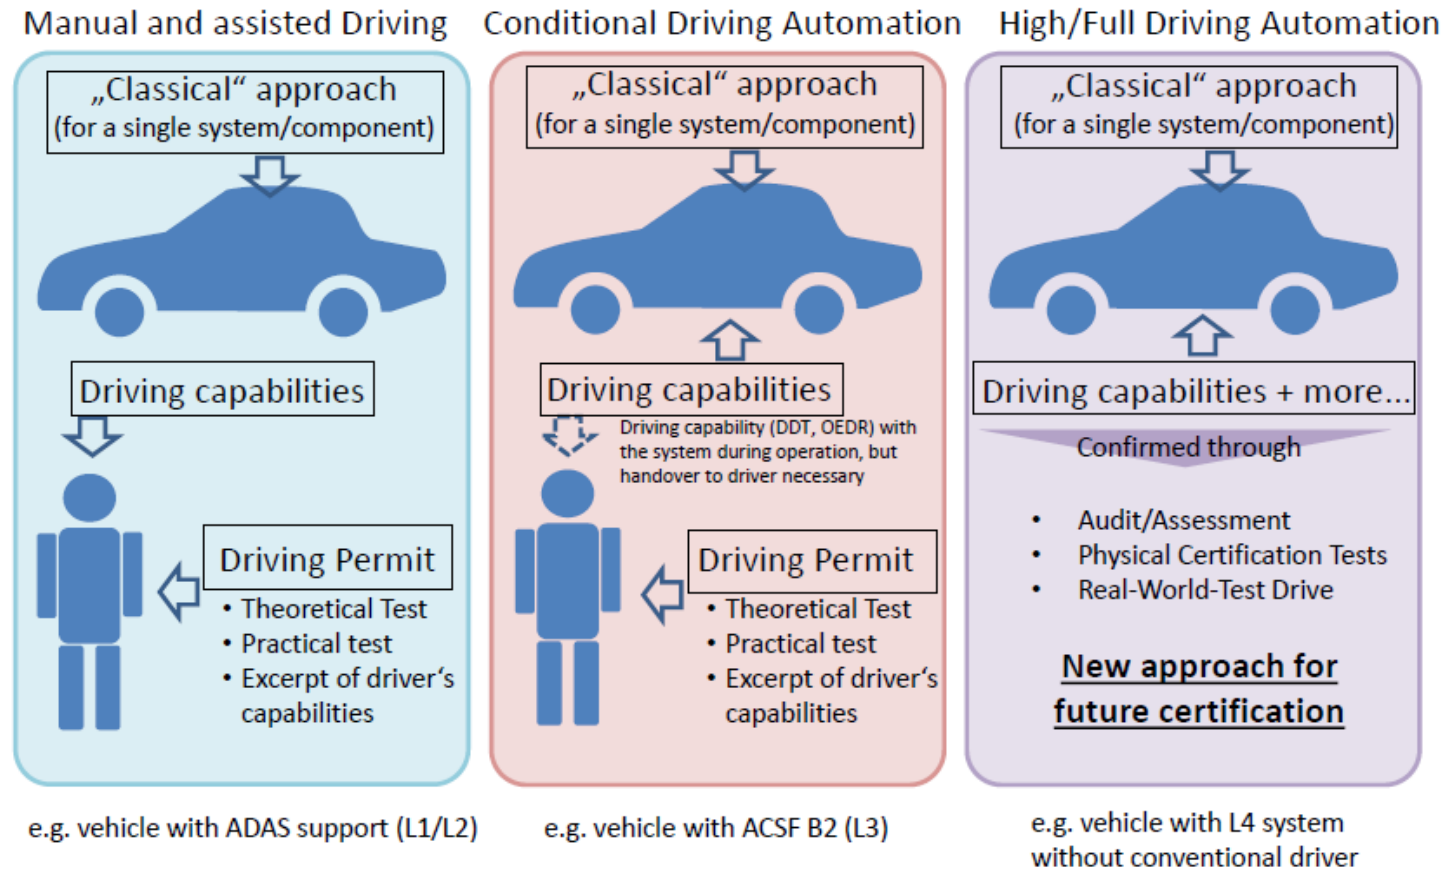 Manual and assisted Driving
„Classical“ approach
(for a single system/component)
Driving capabilities
Driving Permit
• Theoretical Test
• Practical test
• Excerpt of driver‘s
capabilities
e.g. vehicle with ADAS support (L1/L2)
Conditional Driving Automation
„Classical“ approach
(for a single system/component)
Driving capabilities
Driving capability (DDT, OEDR) with
the system during operation, but
handover to driver necessary
Driving Permit
• Theoretical Test
• Practical test
• Excerpt of driver‘s
capabilities
e.g. vehicle with ACSF B2 (L3)
High/Full Driving Automation
„Classical“ approach
(for a single system/component)
Driving capabilities + more...
Confirmed through
• Audit/Assessment
• Physical Certification Tests
• Real-World-Test Drive
New approach for
future certification
e.g. vehicle with L4 system
without conventional driver